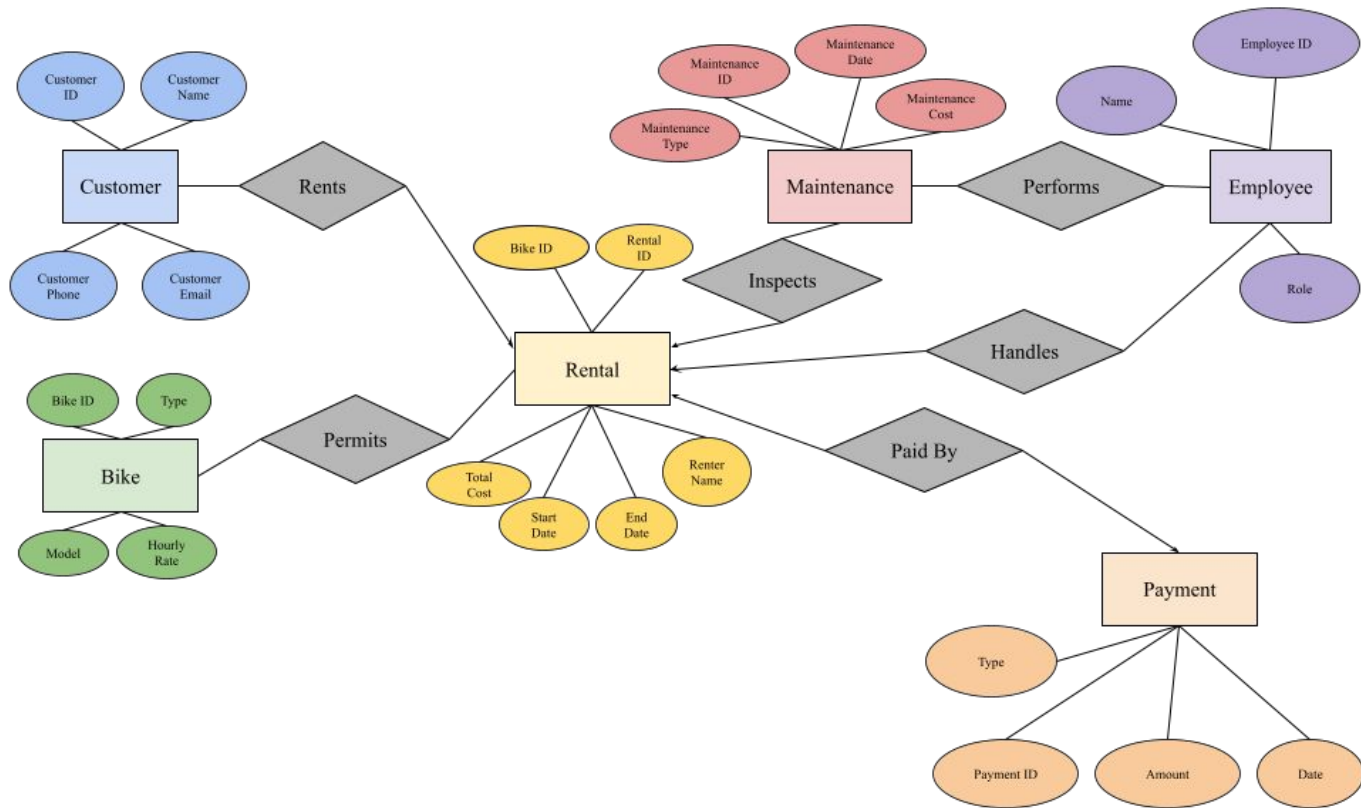 Customer
ID
Customer
Name
Customer
Rents
Customer
Phone
Customer
Email
Maintenance
ID
Maintenance
Date
Maintenance
Cost
Maintenance
Type
Maintenance
Performs
Employee ID
Name
Employee
Role
Inspects
Handles
Bike ID
Rental
ID
Rental
Total
Cost
Start
Date
End
Date
Renter
Name
Bike ID
Type
Bike
Permits
Model
Hourly
Rate
Paid By
Payment
Type
Payment ID
Amount
Date